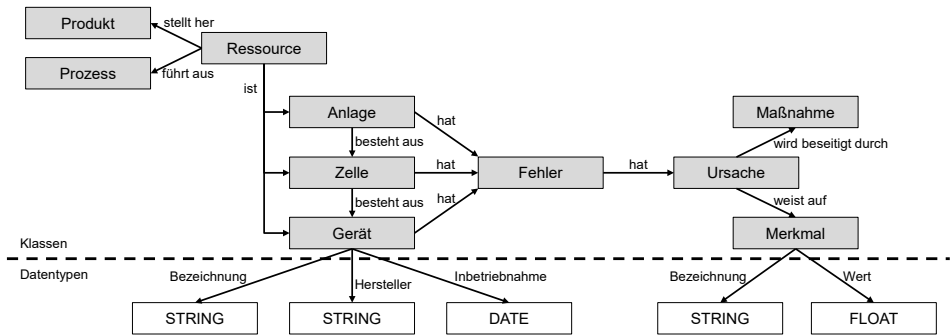 Produkt
stellt her
Ressource
Prozess
führt aus
ist
Anlage
hat
Maßnahme
besteht aus
wird beseitigt durch
Zelle
hat
Fehler
hat
Ursache
besteht aus
hat
weist auf
Gerät
Merkmal
Klassen
Datentypen
Bezeichnung
Hersteller
Inbetriebnahme
Bezeichnung
Wert
STRING
STRING
DATE
STRING
FLOAT